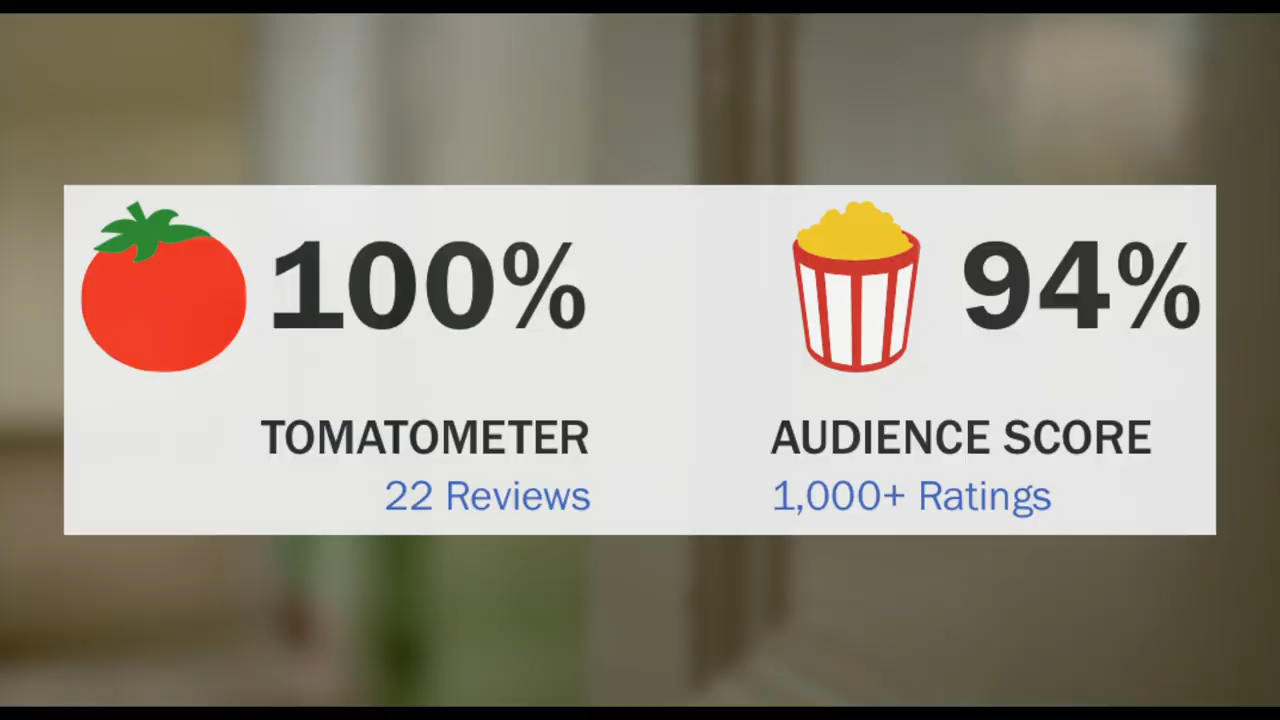 100%
94%
TOMATOMETER
AUDIENCE SCORE
22 Reviews
1,000+ Ratings